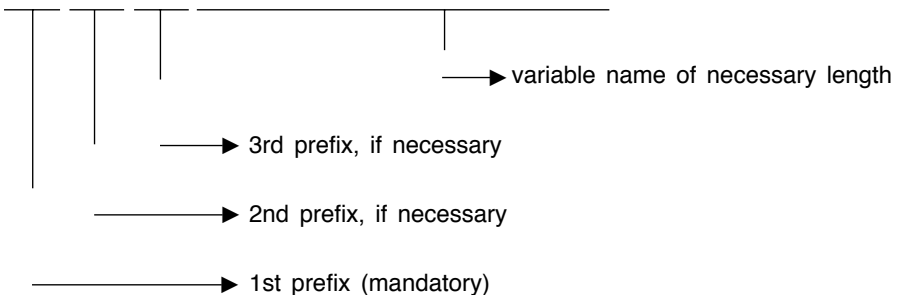 variable name of necessary length
3rd prefix, if necessary
2nd prefix, if necessary
1st prefix (mandatory)